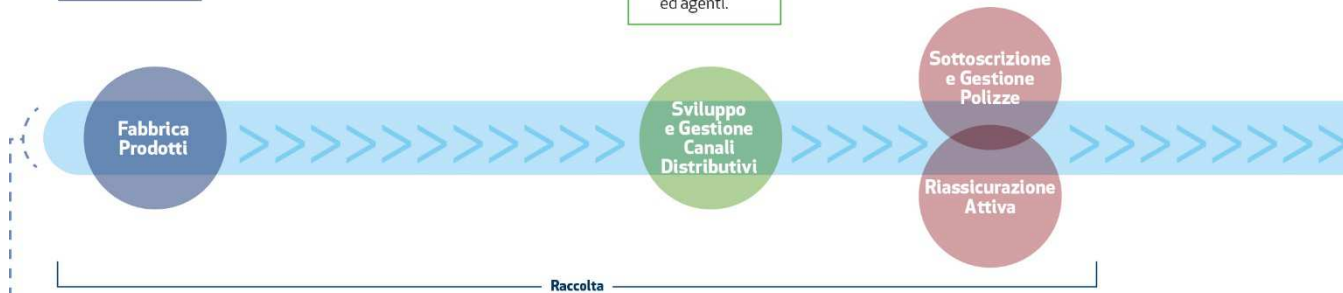 ed agenti.
Fabbrica
Prodotti
Sviluppo
e Gestione
Canali
Distributivi
Sottoscrizione
e Gestione
Polizze
Riassicurazione
Attiva
Raccolta